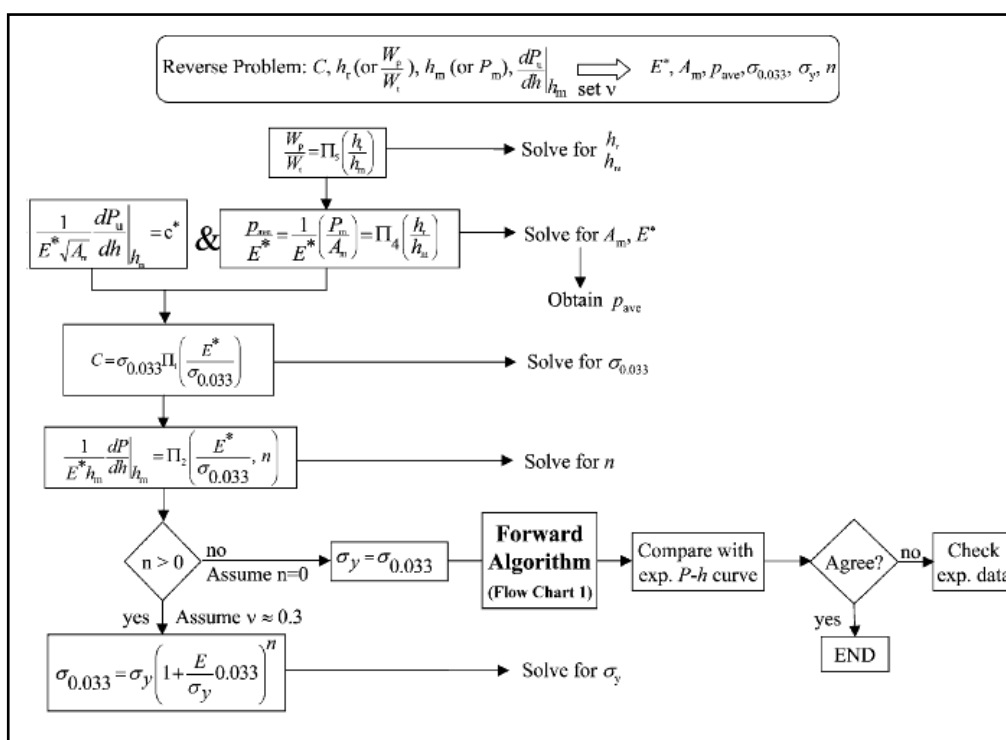 Reverse Problem: C, h_r (or W_p/W_t), h_m (or P_m), dP_u/dh|h_m set ν ⇒ E*, A_m, p_ave, σ_0.033, σ_y, n
W_p/W_t = Π_5(h_r/h_m)
Solve for h_r
h_m
1/(E*√A_m) dP_u/dh|h_m = c*
&
p_ave/E* = 1/E* (P_m/A_m) = Π_4(h_r/h_m)
Solve for A_m, E*
Obtain p_ave
C=σ_0.033 Π_1(E*/σ_0.033)
Solve for σ_0.033
1/(E*h_m) dP/dh|h_m = Π_2(E*/σ_0.033, n)
Solve for n
n > 0
no
Assume n=0
σ_y = σ_0.033
Forward
Algorithm
(Flow Chart 1)
Compare with
exp. P-h curve
Agree?
no
Check
exp. data
yes
END
yes
Assume ν ≈ 0.3
σ_0.033 = σ_y(1+E/σ_y 0.033)^n
Solve for σ_y